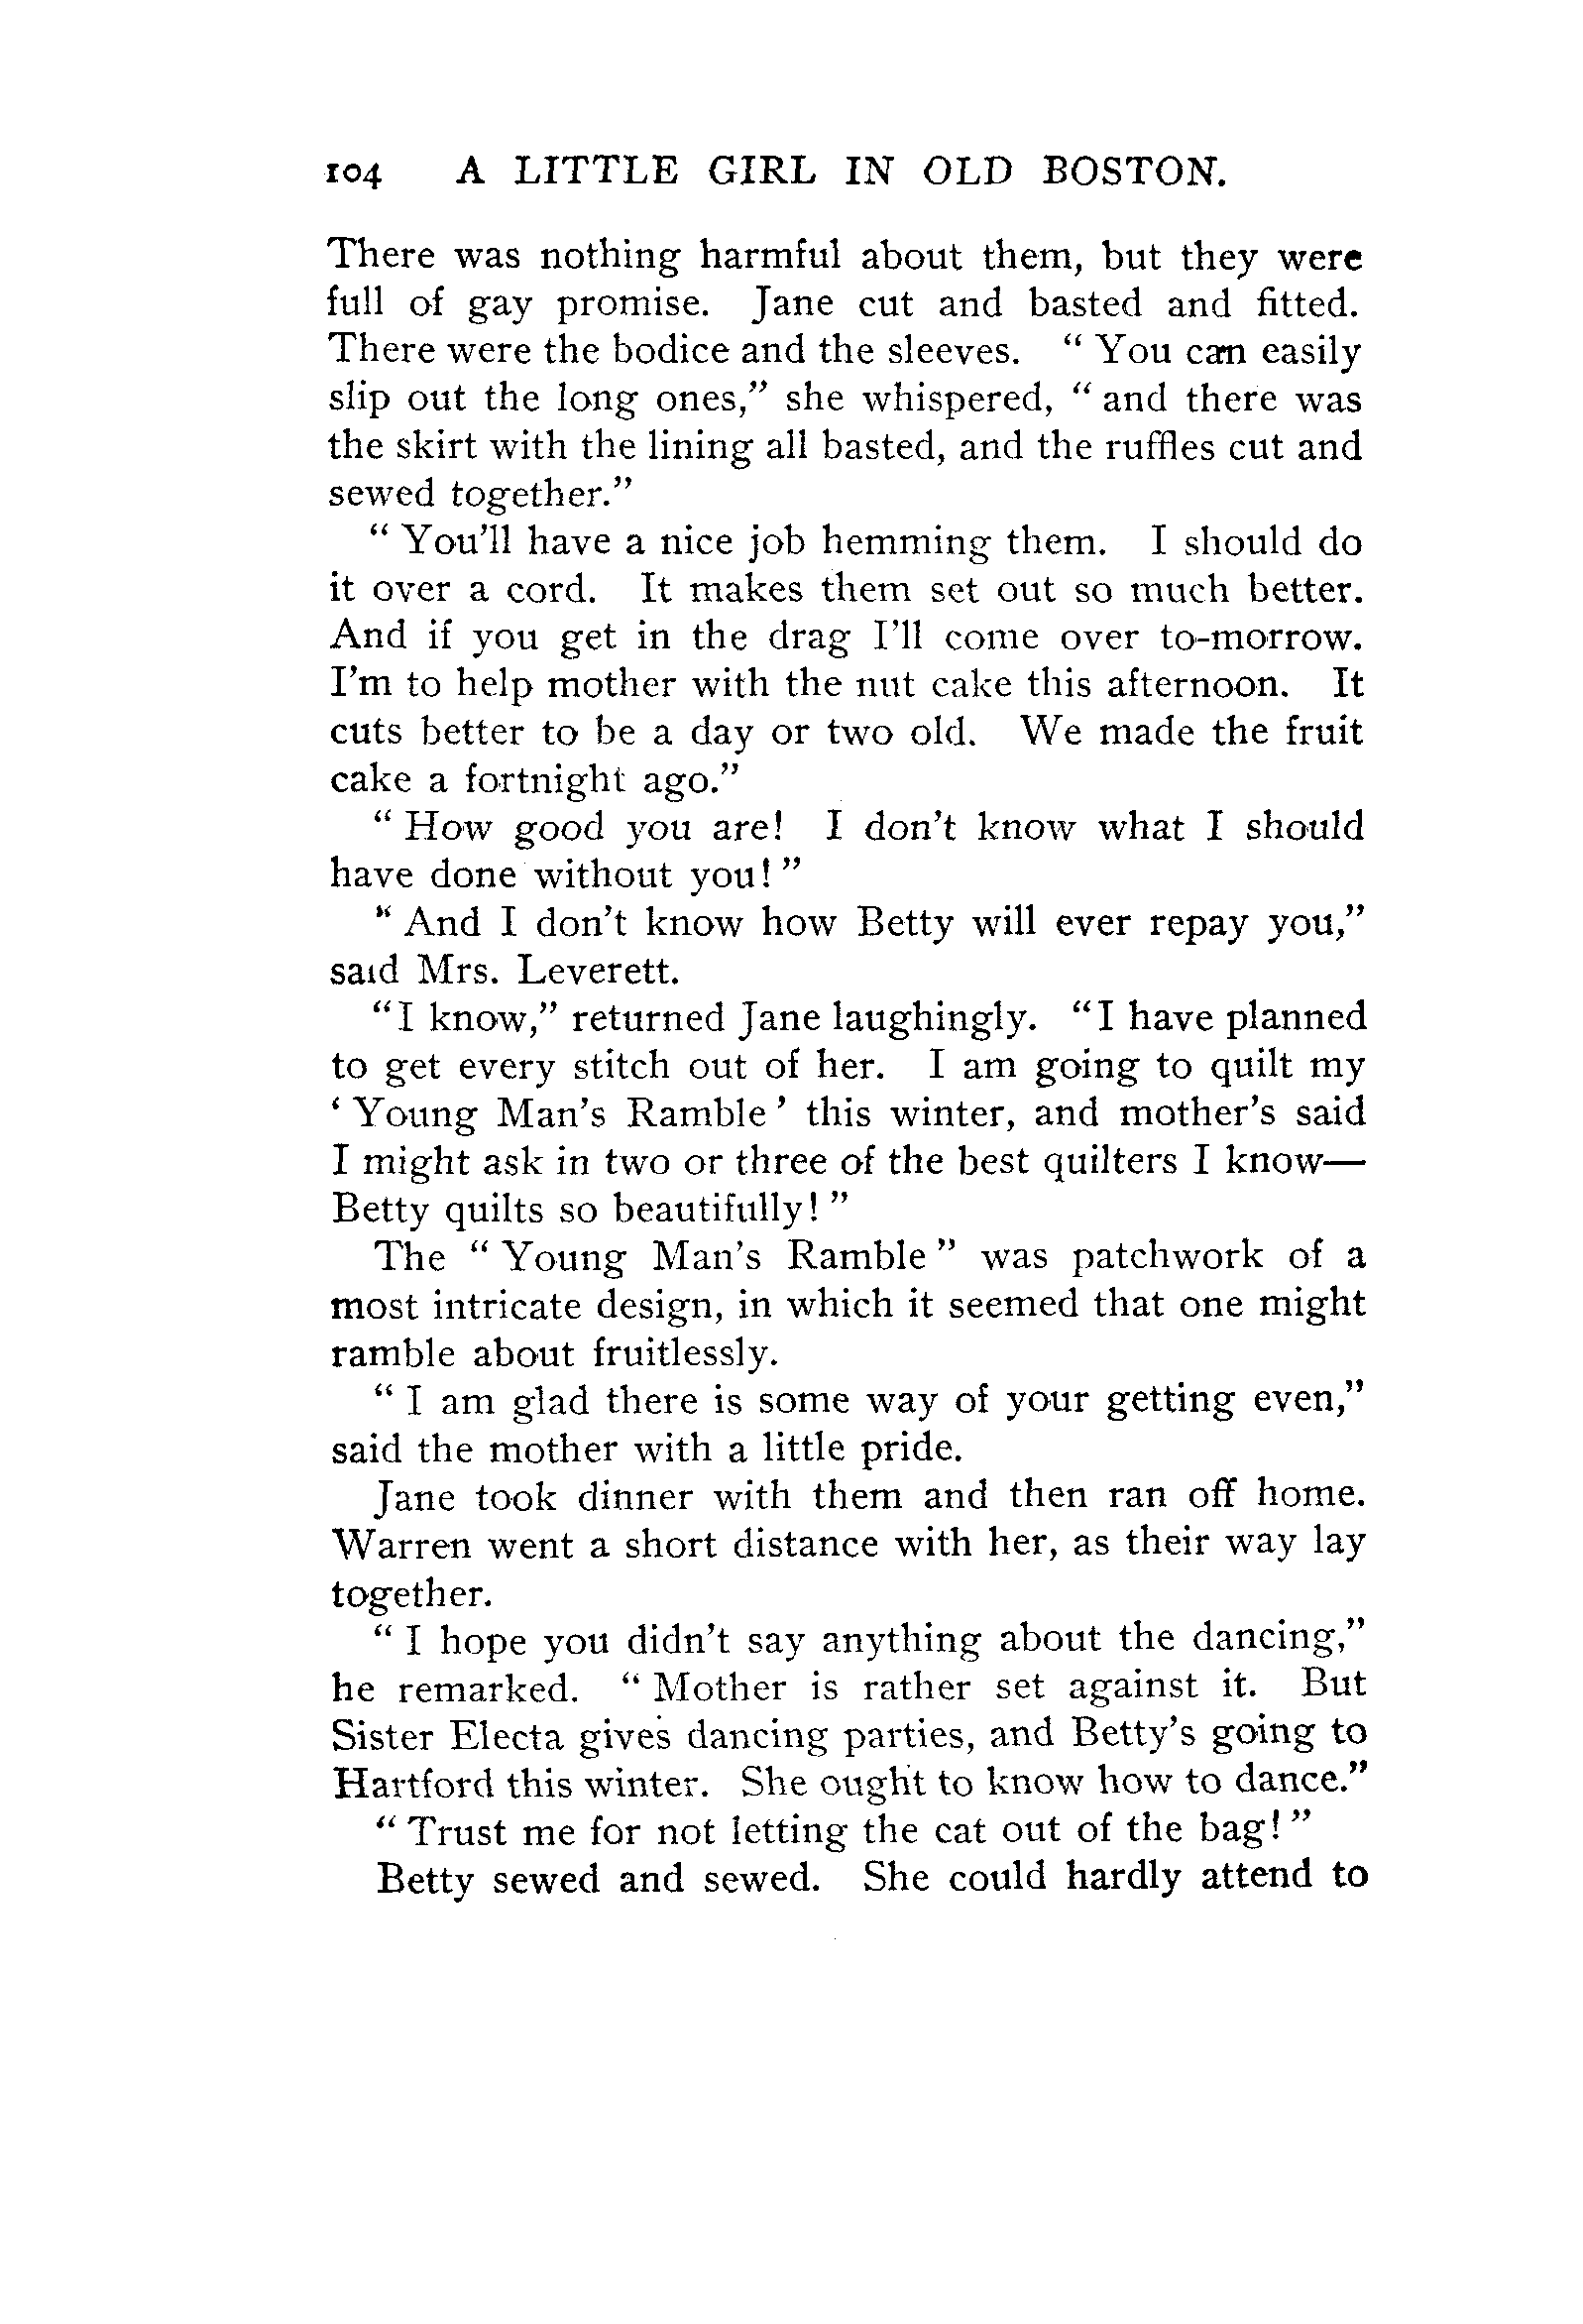 104 A LITTLE GIRL IN OLD BOSTON.
There was nothing harmful about them, but they were
full of gay promise. Jane cut and basted and fitted.
There were the bodice and the sleeves. " You can easily
slip out the long ones," she whispered, " and there was
the skirt with the lining all basted, and the ruffles cut and
sewed together."
" You'll have a nice job hemming them. I should do
it over a cord. It makes them set out so much better.
And if you get in the drag I'll come over to-morrow.
I'm to help mother with the nut cake this afternoon. It
cuts better to be a day or two old. We made the fruit
cake a fortnight ago."
" How good you are! I don't know what I should
have done without you! "
" And I don't know how Betty will ever repay you,"
said Mrs. Leverett.
"I know," returned Jane laughingly. "I have planned
to get every stitch out of her. I am going to quilt my
' Young Man's Ramble ' this winter, and mother's said
I might ask in two or three of the best quilters I know—
Betty quilts so beautifully! "
The " Young Man's Ramble " was patchwork of a
most intricate design, in which it seemed that one might
ramble about fruitlessly.
" I am glad there is some way of your getting even,"
said the mother with a little pride.
Jane took dinner with them and then ran off home.
Warren went a short distance with her, as their way lay
together.
" I hope you didn't say anything about the dancing,"
he remarked. " Mother is rather set against it. But
Sister Electa gives dancing parties, and Betty's going to
Hartford this winter. She ought to know how to dance."
" Trust me for not letting the cat out of the bag! "
Betty sewed and sewed. She could hardly attend to